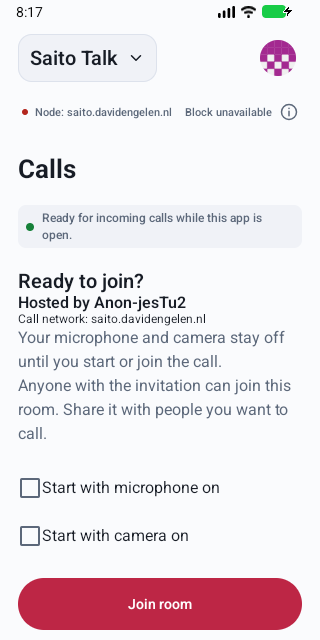 8:17
Saito Talk
Node: saito.davidengelen.nl Block unavailable
Calls
Ready for incoming calls while this app is
open.
Ready to join?
Hosted by Anon-jesTu2
Call network: saito.davidengelen.nl
Your microphone and camera stay off
until you start or join the call.
Anyone with the invitation can join this
room. Share it with people you want to
call.
Start with microphone on
Start with camera on
Join room